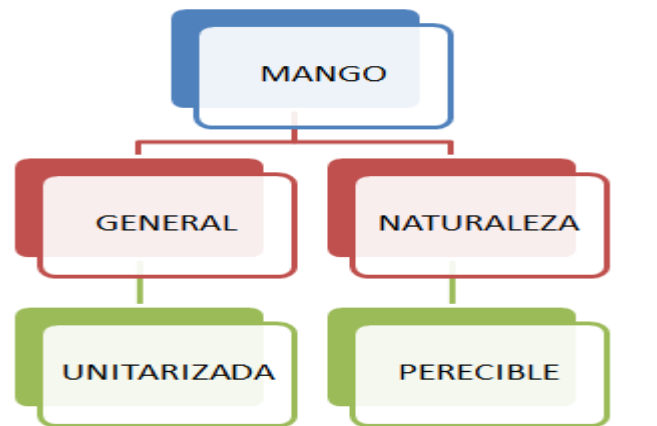 MANGO
GENERAL
NATURALEZA
UNITARIZADA
PERECIBLE